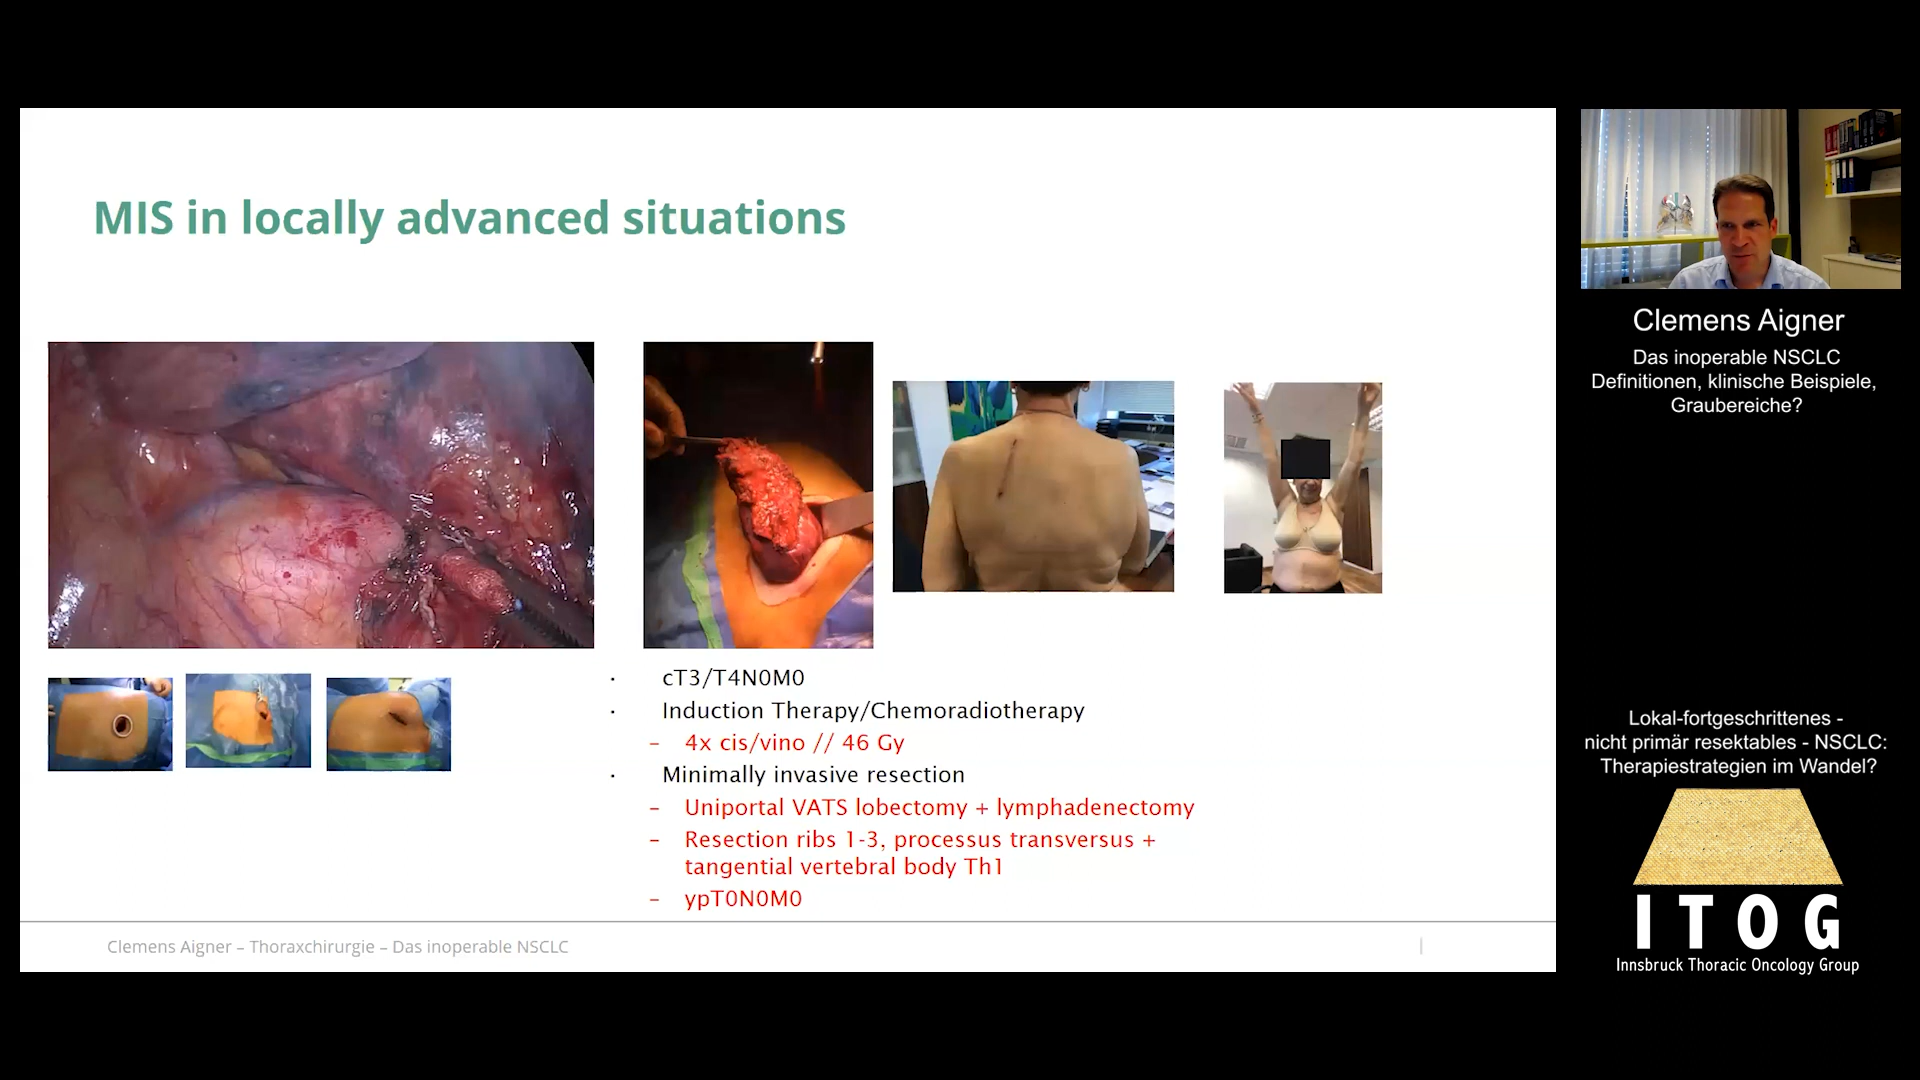 MIS in locally advanced situations
· cT3/T4N0M0
· Induction Therapy/Chemoradiotherapy
– 4x cis/vino // 46 Gy
· Minimally invasive resection
– Uniportal VATS lobectomy + lymphadenectomy
– Resection ribs 1-3, processus transversus +
tangential vertebral body Th1
– ypT0N0M0
Clemens Aigner – Thoraxchirurgie – Das inoperable NSCLC
Clemens Aigner
Das inoperable NSCLC
Definitionen, klinische Beispiele,
Graubereiche?
Lokal-fortgeschrittenes -
nicht primär resektables - NSCLC:
Therapiestrategien im Wandel?
ITOG
Innsbruck Thoracic Oncology Group